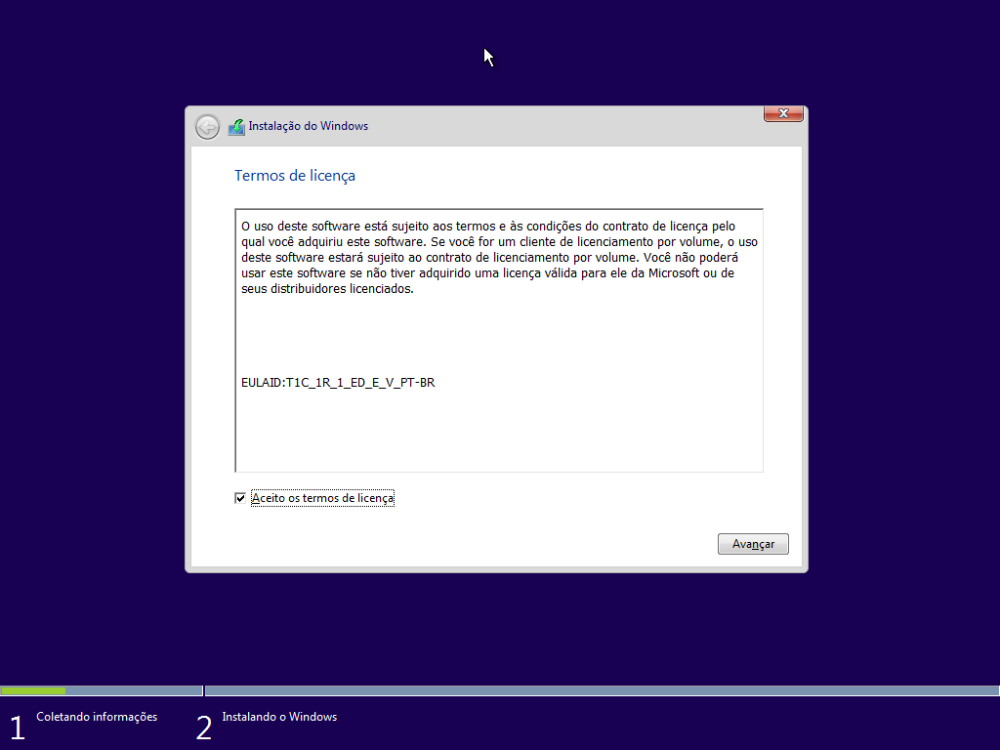 Instalação do Windows
Termos de licença
O uso deste software está sujeito aos termos e às condições do contrato de licença pelo
qual você adquiriu este software. Se você for um cliente de licenciamento por volume, o uso
deste software estará sujeito ao contrato de licenciamento por volume. Você não poderá
usar este software se não tiver adquirido uma licença válida para ele da Microsoft ou de
seus distribuidores licenciados.
EULAID:T1C_1R_1_ED_E_V_PT-BR
Aceito os termos de licença
Avançar
1 Coletando informações
2 Instalando o Windows